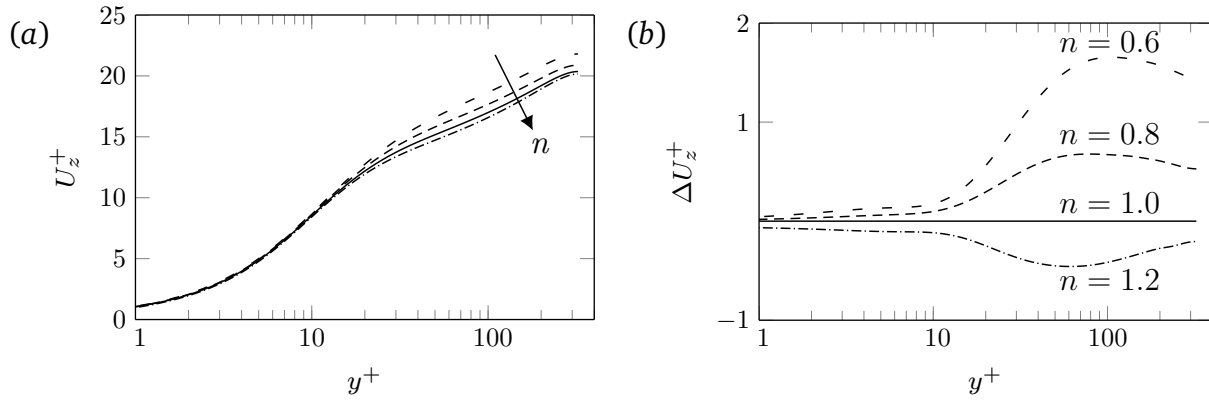 (a)
U_z^+
25
20
15
10
5
0
1
10
100
y^+
n
(b)
ΔU_z^+
2
1
−1
1
10
100
y^+
n = 0.6
n = 0.8
n = 1.0
n = 1.2